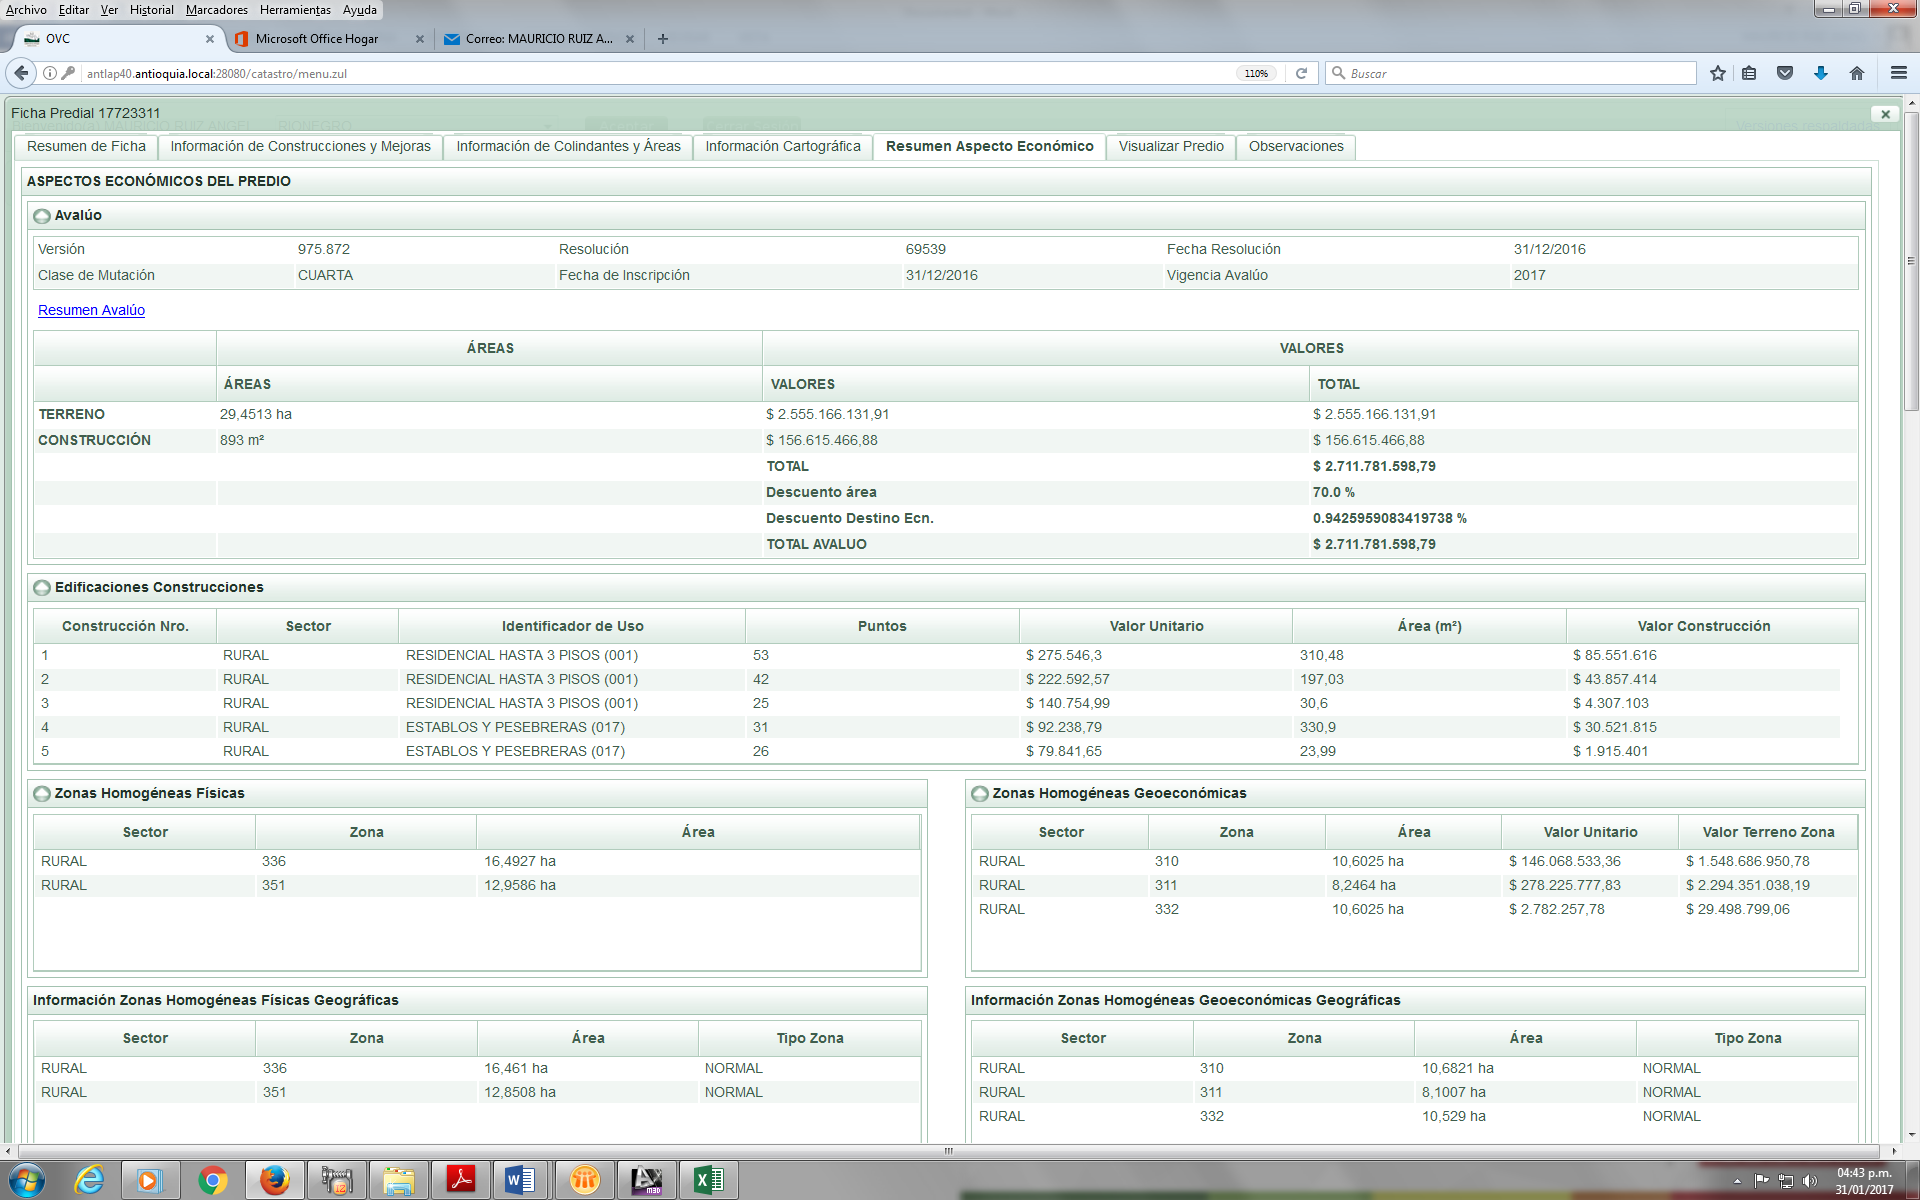 Archivo Editar Ver Historial Marcadores Herramientas Ayuda
OVC Microsoft Office Hogar Correo: MAURICIO RUIZ A...
antlap40.antioquia.local:28080/catastro/menu.zul 110% Buscar
Ficha Predial 17723311
Resumen de Ficha Información de Construcciones y Mejoras Información de Colindantes y Áreas Información Cartográfica Resumen Aspecto Económico Visualizar Predio Observaciones
ASPECTOS ECONÓMICOS DEL PREDIO
Avalúo
Versión 975.872 Resolución 69539 Fecha Resolución 31/12/2016
Clase de Mutación CUARTA Fecha de Inscripción 31/12/2016 Vigencia Avalúo 2017
Resumen Avalúo
ÁREAS VALORES
ÁREAS VALORES TOTAL
TERRENO 29,4513 ha $ 2.555.166.131,91 $ 2.555.166.131,91
CONSTRUCCIÓN 893 m² $ 156.615.466,88 $ 156.615.466,88
TOTAL $ 2.711.781.598,79
Descuento área 70.0 %
Descuento Destino Ecn. 0.9425959083419738 %
TOTAL AVALUO $ 2.711.781.598,79
Edificaciones Construcciones
Construcción Nro. Sector Identificador de Uso Puntos Valor Unitario Área (m²) Valor Construcción
1 RURAL RESIDENCIAL HASTA 3 PISOS (001) 53 $ 275.546,3 310,48 $ 85.551.616
2 RURAL RESIDENCIAL HASTA 3 PISOS (001) 42 $ 222.592,57 197,03 $ 43.857.414
3 RURAL RESIDENCIAL HASTA 3 PISOS (001) 25 $ 140.754,99 30,6 $ 4.307.103
4 RURAL ESTABLOS Y PESEBRERAS (017) 31 $ 92.238,79 330,9 $ 30.521.815
5 RURAL ESTABLOS Y PESEBRERAS (017) 26 $ 79.841,65 23,99 $ 1.915.401
Zonas Homogéneas Físicas
Sector Zona Área
RURAL 336 16,4927 ha
RURAL 351 12,9586 ha
Zonas Homogéneas Geoeconómicas
Sector Zona Área Valor Unitario Valor Terreno Zona
RURAL 310 10,6025 ha $ 146.068.533,36 $ 1.548.686.950,78
RURAL 311 8,2464 ha $ 278.225.777,83 $ 2.294.351.038,19
RURAL 332 10,6025 ha $ 2.782.257,78 $ 29.498.799,06
Información Zonas Homogéneas Físicas Geográficas
Sector Zona Área Tipo Zona
RURAL 336 16,461 ha NORMAL
RURAL 351 12,8508 ha NORMAL
Información Zonas Homogéneas Geoeconómicas Geográficas
Sector Zona Área Tipo Zona
RURAL 310 10,6821 ha NORMAL
RURAL 311 8,1007 ha NORMAL
RURAL 332 10,529 ha NORMAL
04:43 p.m.
31/01/2017